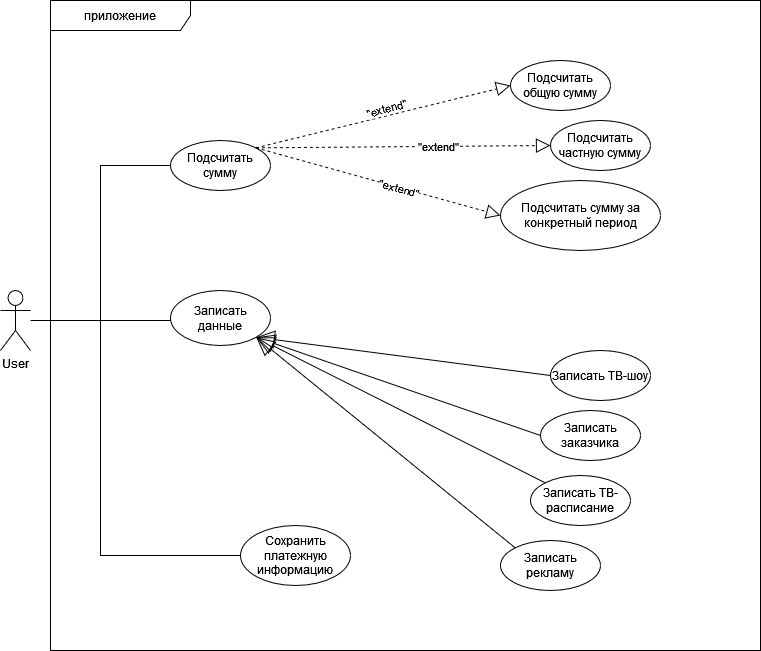 приложение
Подсчитать
общую сумму
"extend"
Подсчитать
частную сумму
"extend"
Подсчитать
сумму
"extend"
Подсчитать сумму за
конкретный период
Записать
данные
User
Записать ТВ-шоу
Записать
заказчика
Записать ТВ-
расписание
Сохранить
платежную
информацию
Записать
рекламу